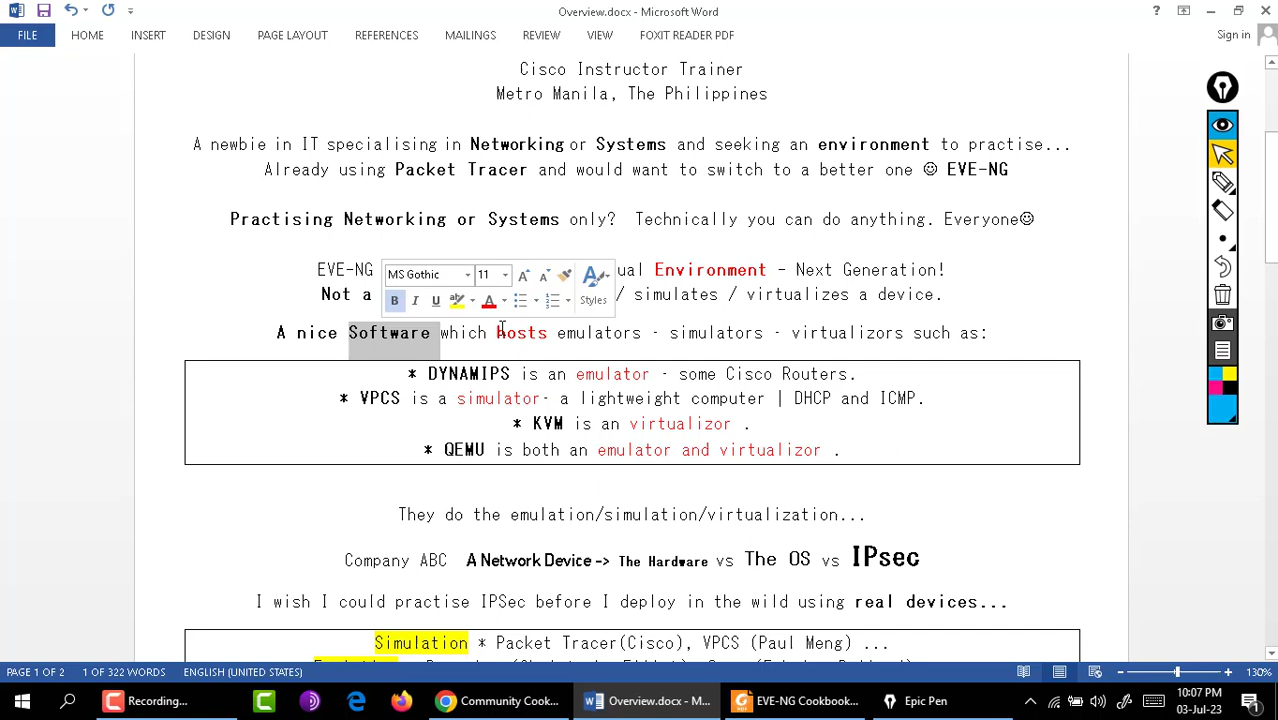 Overview.docx - Microsoft Word
?
FILE
HOME
INSERT
DESIGN
PAGE LAYOUT
REFERENCES
MAILINGS
REVIEW
VIEW
FOXIT READER PDF
Sign in
Cisco Instructor Trainer
Metro Manila, The Philippines
A newbie in IT specialising in Networking or Systems and seeking an environment to practise...
Already using Packet Tracer and would want to switch to a better one ☺ EVE-NG
Practising Networking or Systems only? Technically you can do anything. Everyone☺
EVE-NG ual Environment - Next Generation!
Not a / simulates / virtualizes a device.
MS Gothic 11
B I U Styles
A nice Software which hosts emulators - simulators - virtualizors such as:
* DYNAMIPS is an emulator - some Cisco Routers.
* VPCS is a simulator- a lightweight computer | DHCP and ICMP.
* KVM is an virtualizor .
* QEMU is both an emulator and virtualizor .
They do the emulation/simulation/virtualization...
Company ABC A Network Device -> The Hardware vs The OS vs IPsec
I wish I could practise IPSec before I deploy in the wild using real devices...
Simulation * Packet Tracer(Cisco), VPCS (Paul Meng) ...
PAGE 1 OF 2
1 OF 322 WORDS
ENGLISH (UNITED STATES)
130%
Recording...
Community Cook...
Overview.docx - M...
EVE-NG Cookbook...
Epic Pen
10:07 PM
03-Jul-23